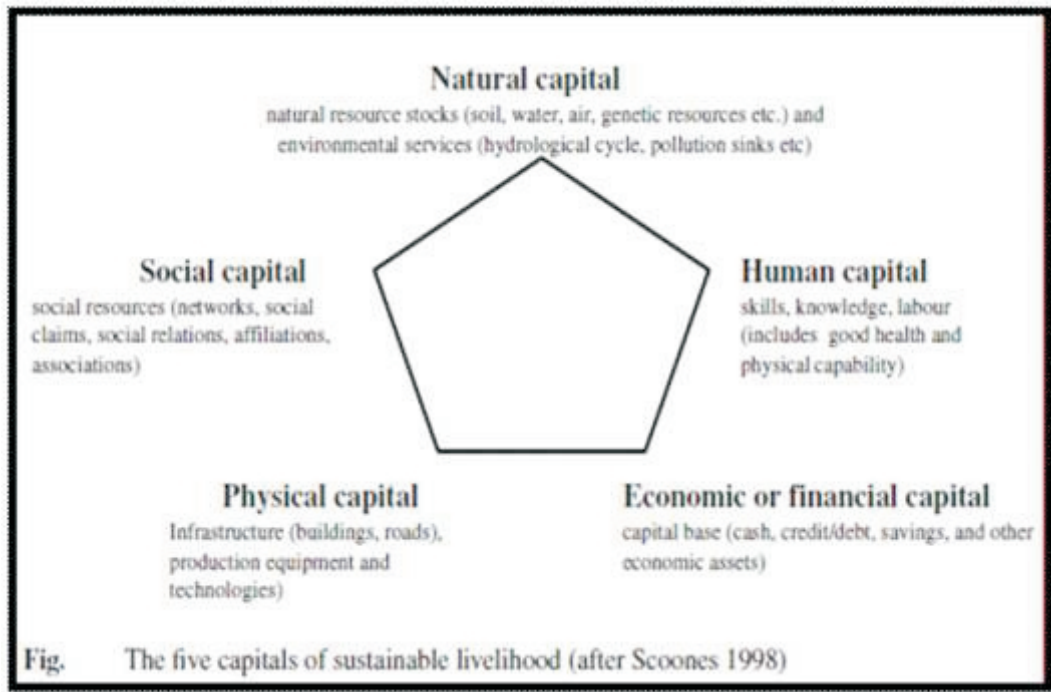 Natural capital
natural resource stocks (soil, water, air, genetic resources etc.) and
environmental services (hydrological cycle, pollution sinks etc)
Social capital
social resources (networks, social
claims, social relations, affiliations,
associations)
Human capital
skills, knowledge, labour
(includes good health and
physical capability)
Physical capital
Infrastructure (buildings, roads),
production equipment and
technologies)
Economic or financial capital
capital base (cash, credit/debt, savings, and other
economic assets)
Fig. The five capitals of sustainable livelihood (after Scoones 1998)